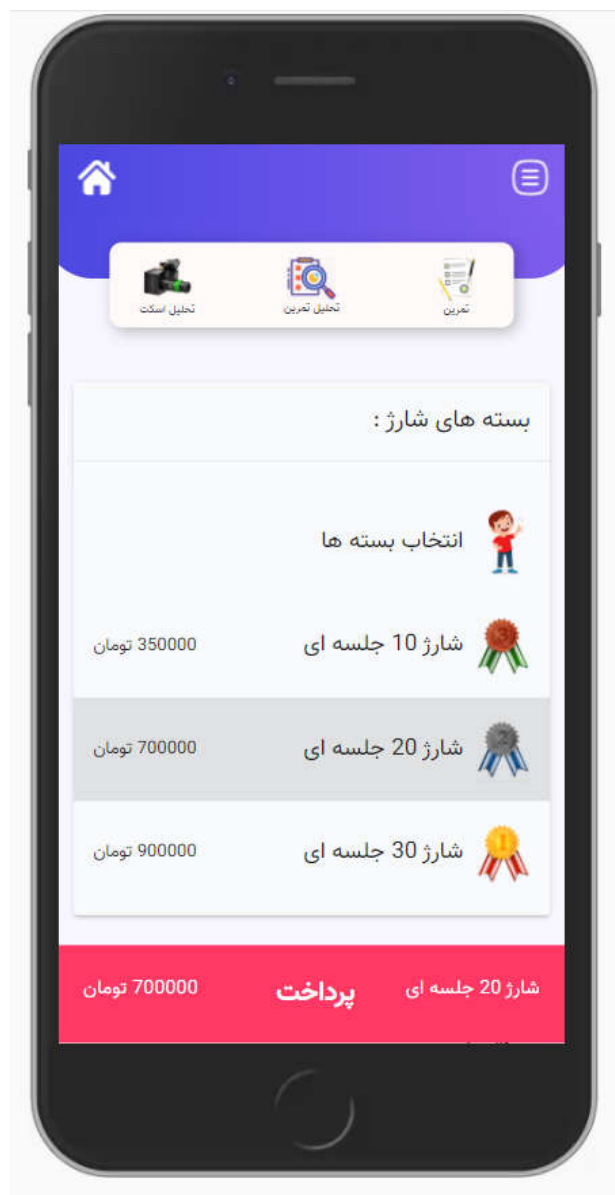 تمرین
تحلیل تمرین
تحلیل اسکت
بسته های شارژ :
انتخاب بسته ها
شارژ 10 جلسه ای 350000 تومان
شارژ 20 جلسه ای 700000 تومان
شارژ 30 جلسه ای 900000 تومان
شارژ 20 جلسه ای پرداخت 700000 تومان